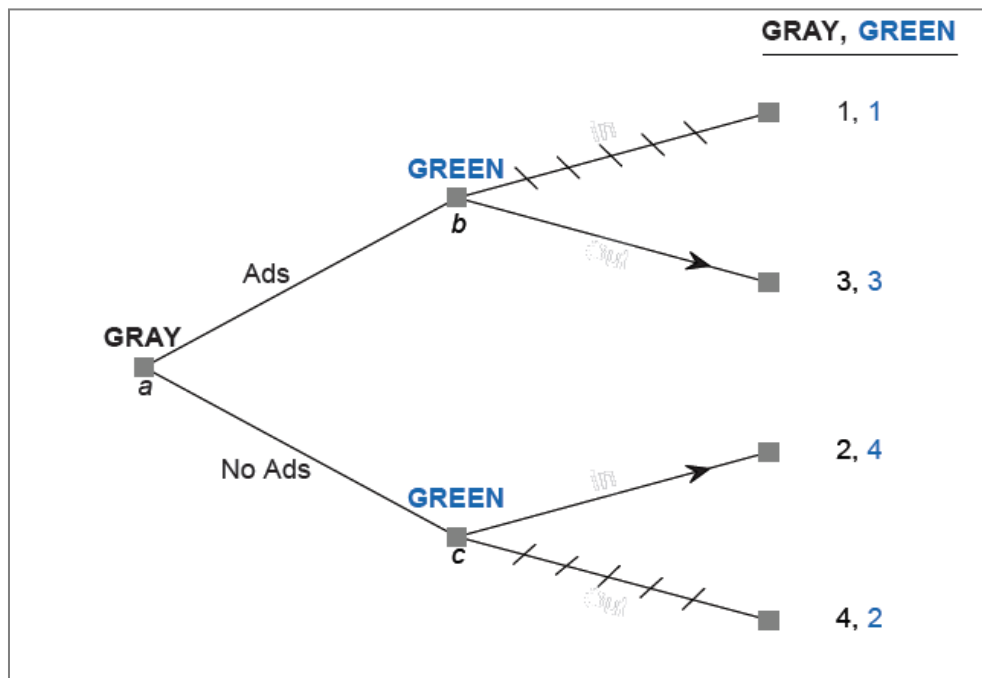 GRAY, GREEN
1, 1
GREEN
b
3, 3
Ads
GRAY
a
No Ads
2, 4
GREEN
c
4, 2